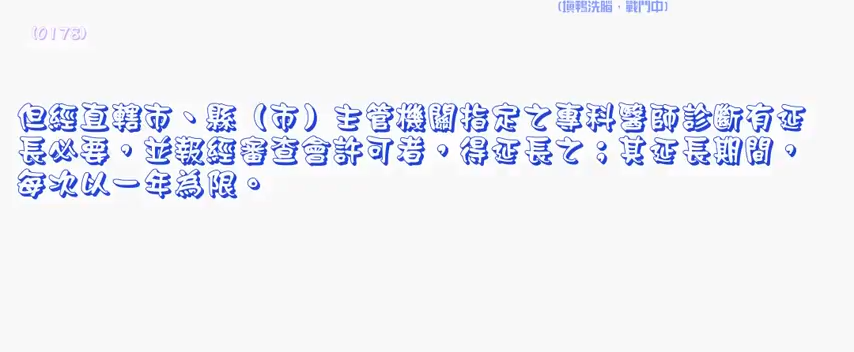 （填鴨洗腦，戰鬥中）
（0178）
但經直轄市、縣（市）主管機關指定之專科醫師診斷有延
長必要，並報經審查會許可者，得延長之；其延長期間，
每次以一年為限。